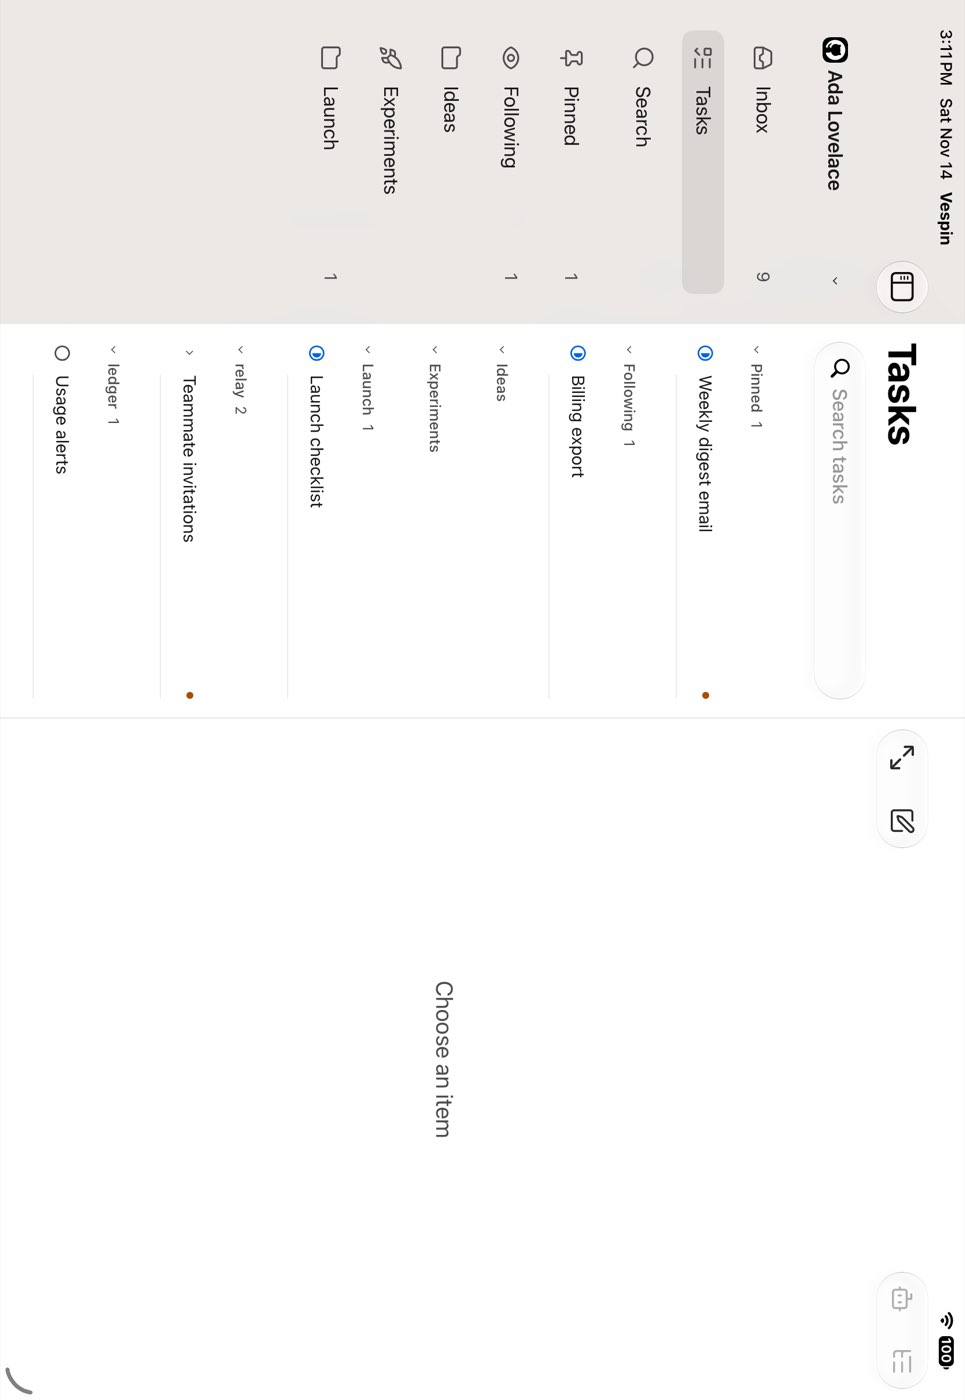 3:11 PM Sat Nov 14 Vespin
100
Ada Lovelace
Inbox 9
Tasks
Search
Pinned 1
Following 1
Ideas
Experiments
Launch 1
Tasks
Search tasks
Pinned 1
Weekly digest email
Following 1
Billing export
Ideas
Experiments
Launch 1
Launch checklist
relay 2
Teammate invitations
ledger 1
Usage alerts
Choose an item